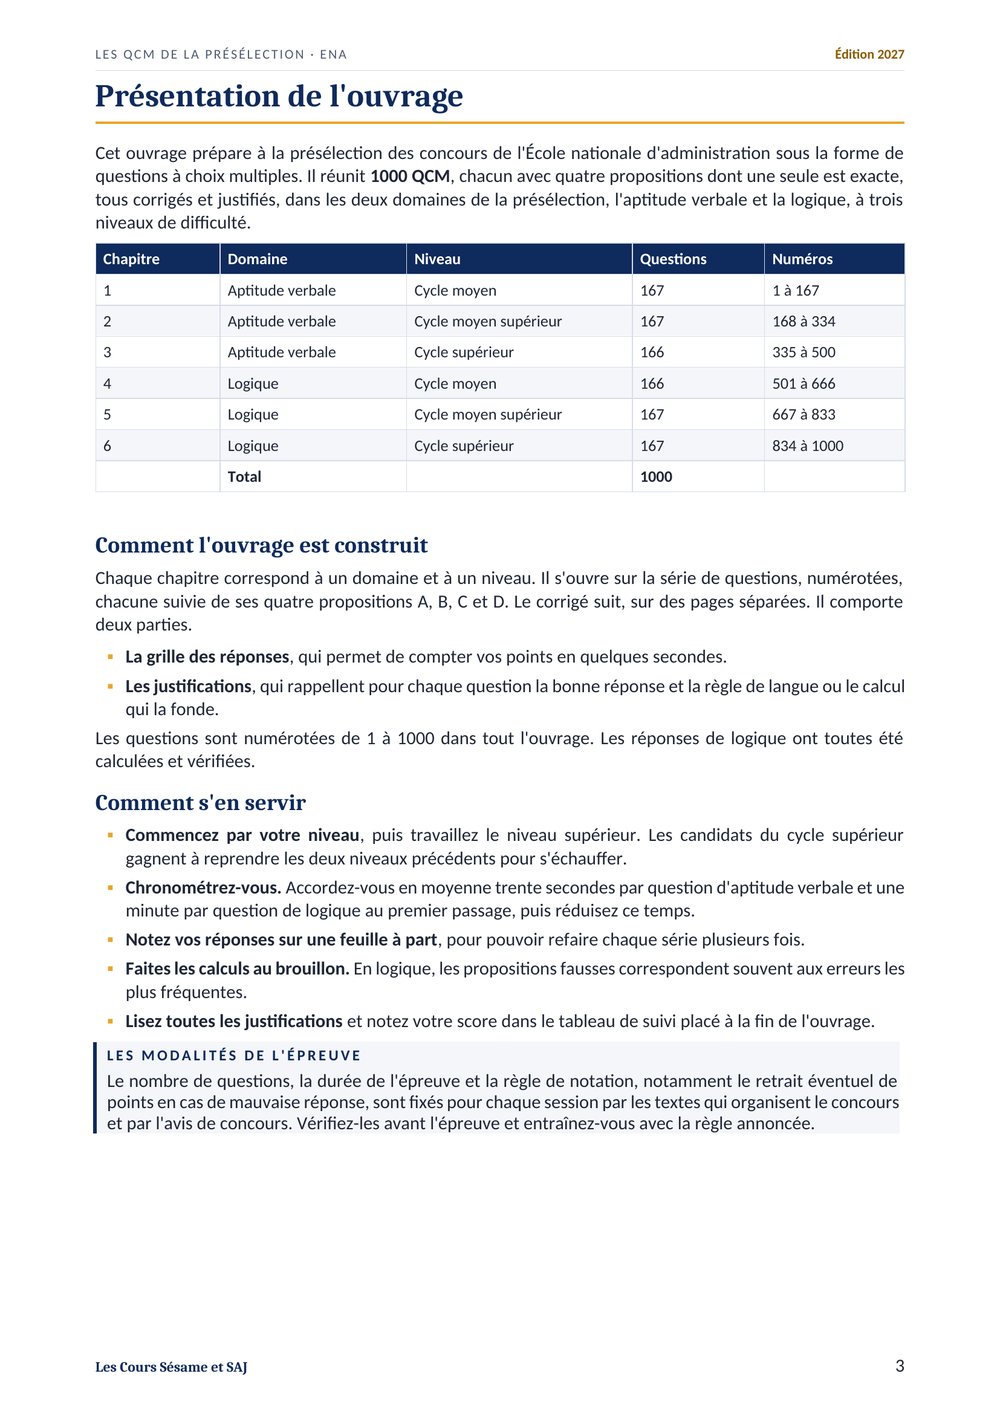 LES QCM DE LA PRÉSÉLECTION · ENA
Édition 2027
Présentation de l'ouvrage
Cet ouvrage prépare à la présélection des concours de l'École nationale d'administration sous la forme de
questions à choix multiples. Il réunit 1000 QCM, chacun avec quatre propositions dont une seule est exacte,
tous corrigés et justifiés, dans les deux domaines de la présélection, l'aptitude verbale et la logique, à trois
niveaux de difficulté.
Chapitre Domaine Niveau Questions Numéros
1 Aptitude verbale Cycle moyen 167 1 à 167
2 Aptitude verbale Cycle moyen supérieur 167 168 à 334
3 Aptitude verbale Cycle supérieur 166 335 à 500
4 Logique Cycle moyen 166 501 à 666
5 Logique Cycle moyen supérieur 167 667 à 833
6 Logique Cycle supérieur 167 834 à 1000
Total 1000
Comment l'ouvrage est construit
Chaque chapitre correspond à un domaine et à un niveau. Il s'ouvre sur la série de questions, numérotées,
chacune suivie de ses quatre propositions A, B, C et D. Le corrigé suit, sur des pages séparées. Il comporte
deux parties.
▪ La grille des réponses, qui permet de compter vos points en quelques secondes.
▪ Les justifications, qui rappellent pour chaque question la bonne réponse et la règle de langue ou le calcul
qui la fonde.
Les questions sont numérotées de 1 à 1000 dans tout l'ouvrage. Les réponses de logique ont toutes été
calculées et vérifiées.
Comment s'en servir
▪ Commencez par votre niveau, puis travaillez le niveau supérieur. Les candidats du cycle supérieur
gagnent à reprendre les deux niveaux précédents pour s'échauffer.
▪ Chronométrez-vous. Accordez-vous en moyenne trente secondes par question d'aptitude verbale et une
minute par question de logique au premier passage, puis réduisez ce temps.
▪ Notez vos réponses sur une feuille à part, pour pouvoir refaire chaque série plusieurs fois.
▪ Faites les calculs au brouillon. En logique, les propositions fausses correspondent souvent aux erreurs les
plus fréquentes.
▪ Lisez toutes les justifications et notez votre score dans le tableau de suivi placé à la fin de l'ouvrage.
LES MODALITÉS DE L'ÉPREUVE
Le nombre de questions, la durée de l'épreuve et la règle de notation, notamment le retrait éventuel de
points en cas de mauvaise réponse, sont fixés pour chaque session par les textes qui organisent le concours
et par l'avis de concours. Vérifiez-les avant l'épreuve et entraînez-vous avec la règle annoncée.
Les Cours Sésame et SAJ
3